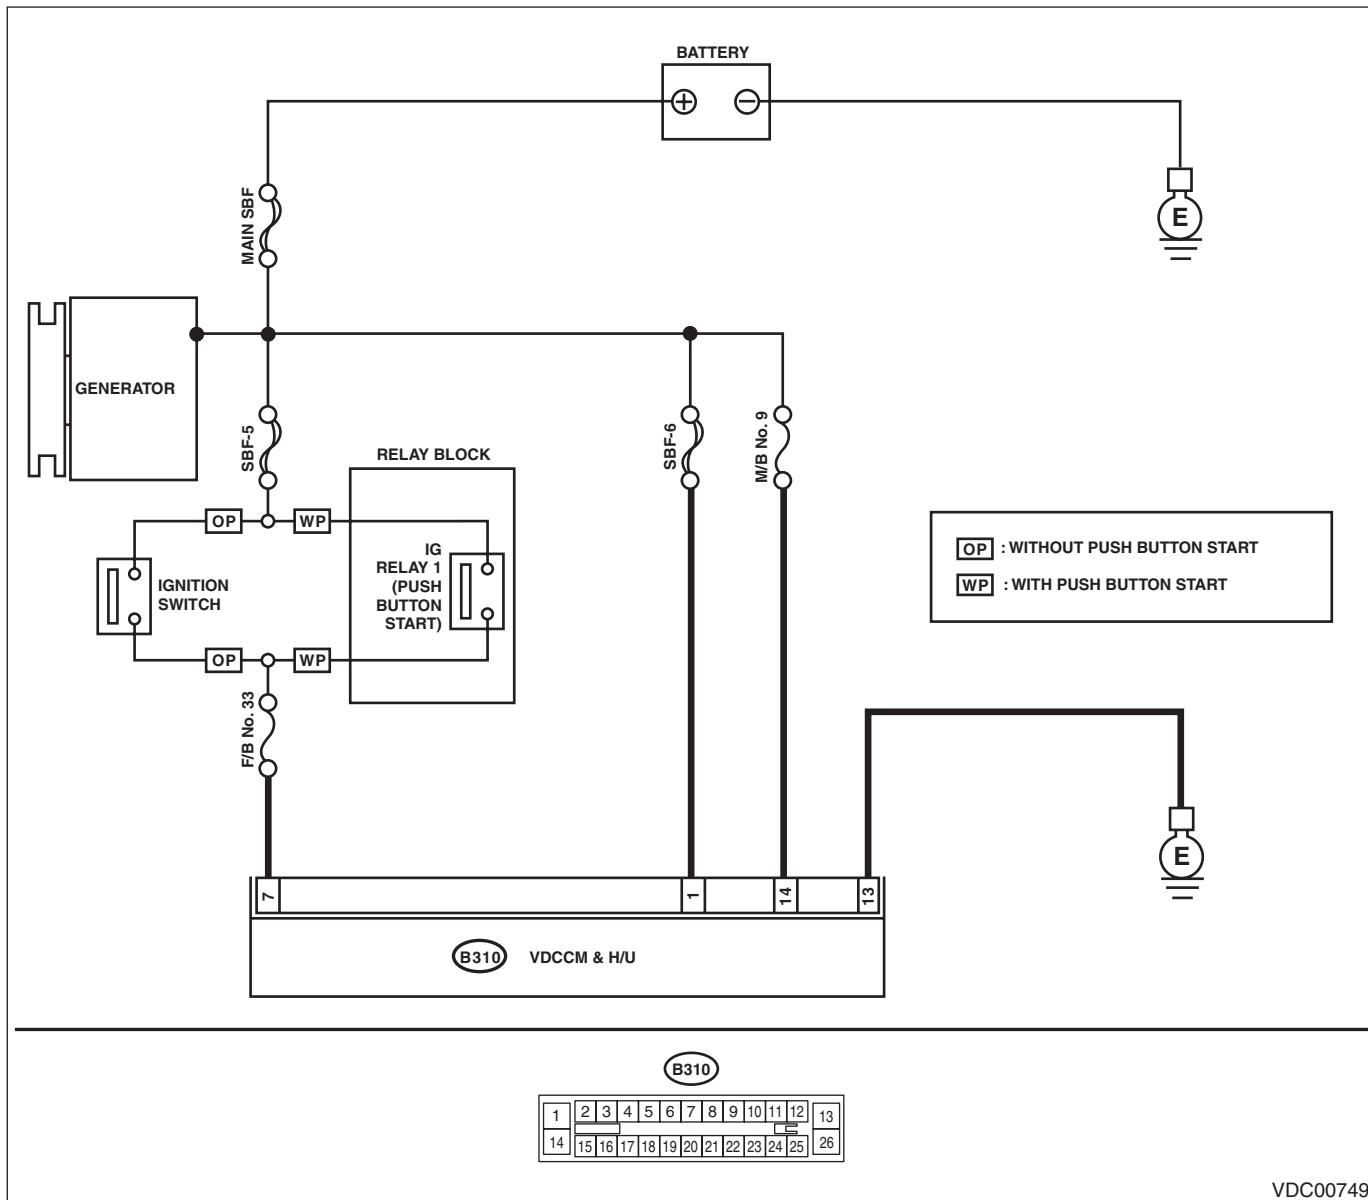 BATTERY
MAIN SBF
E
GENERATOR
SBF-5
SBF-6
M/B No. 9
RELAY BLOCK
OP
WP
IG
RELAY 1
(PUSH
BUTTON
START)
IGNITION
SWITCH
OP : WITHOUT PUSH BUTTON START
WP : WITH PUSH BUTTON START
OP
WP
F/B No. 33
E
7
1
14
13
B310 VDCCM & H/U
B310
1 2 3 4 5 6 7 8 9 10 11 12 13
14 15 16 17 18 19 20 21 22 23 24 25 26
VDC00749